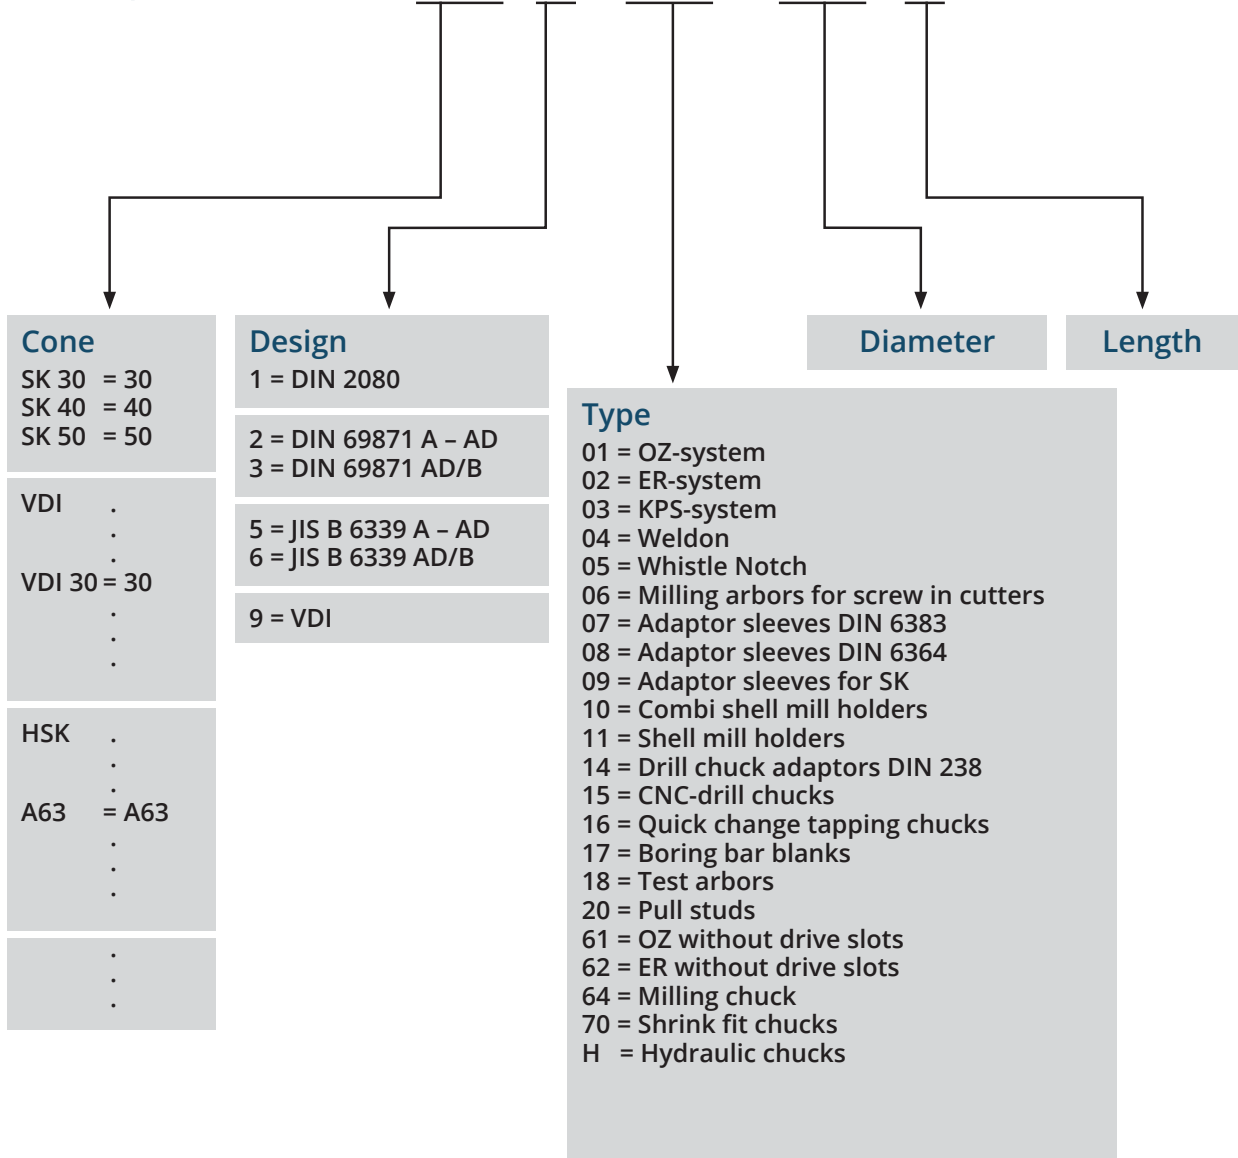 Cone
SK 30 = 30
SK 40 = 40
SK 50 = 50
VDI .
.
.
VDI 30 = 30
.
.
.
HSK .
.
.
A63 = A63
.
.
.
.
.
.
Design
1 = DIN 2080
2 = DIN 69871 A – AD
3 = DIN 69871 AD/B
5 = JIS B 6339 A – AD
6 = JIS B 6339 AD/B
9 = VDI
Type
01 = OZ-system
02 = ER-system
03 = KPS-system
04 = Weldon
05 = Whistle Notch
06 = Milling arbors for screw in cutters
07 = Adaptor sleeves DIN 6383
08 = Adaptor sleeves DIN 6364
09 = Adaptor sleeves for SK
10 = Combi shell mill holders
11 = Shell mill holders
14 = Drill chuck adaptors DIN 238
15 = CNC-drill chucks
16 = Quick change tapping chucks
17 = Boring bar blanks
18 = Test arbors
20 = Pull studs
61 = OZ without drive slots
62 = ER without drive slots
64 = Milling chuck
70 = Shrink fit chucks
H = Hydraulic chucks
Diameter
Length